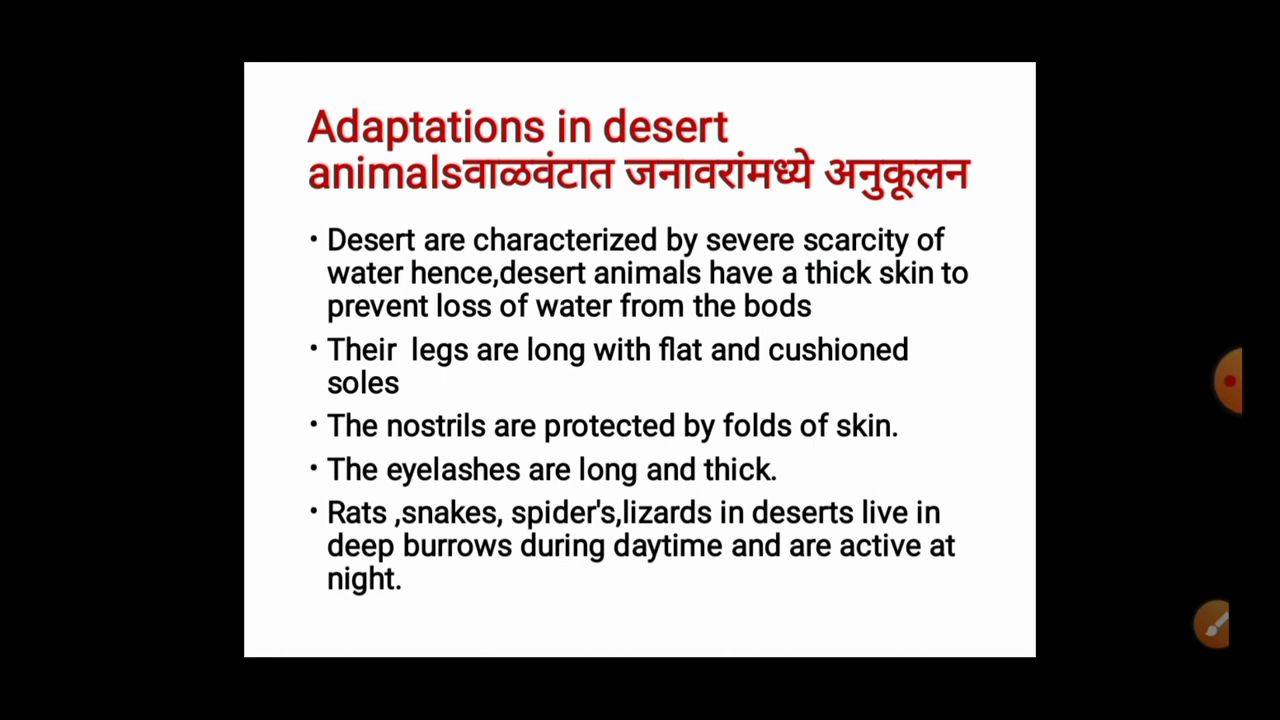 Adaptations in desert
animalsवाळवंटात जनावरांमध्ये अनुकूलन
• Desert are characterized by severe scarcity of
water hence,desert animals have a thick skin to
prevent loss of water from the bods
• Their legs are long with flat and cushioned
soles
• The nostrils are protected by folds of skin.
• The eyelashes are long and thick.
• Rats ,snakes, spider's,lizards in deserts live in
deep burrows during daytime and are active at
night.